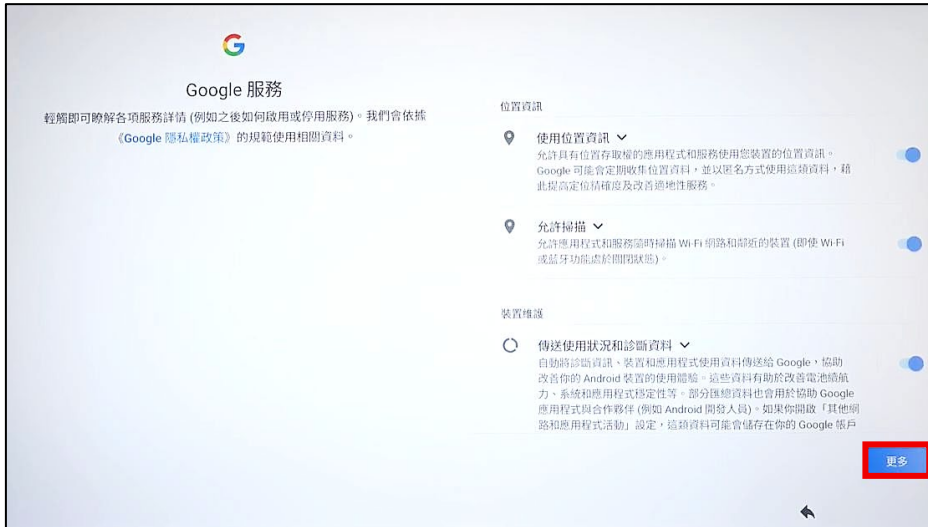 Google 服務
輕觸即可瞭解各項服務詳情 (例如之後如何啟用或停用服務)。我們會依據
《Google 隱私權政策》的規範使用相關資料。
位置資訊
使用位置資訊
允許具有位置存取權的應用程式和服務使用您裝置的位置資訊。
Google 可能會定期收集位置資料，並以匿名方式使用這類資料，藉
此提高定位精確度及改善適地性服務。
允許掃描
允許應用程式和服務隨時掃描 Wi-Fi 網路和鄰近的裝置 (即使 Wi-Fi
或藍牙功能處於關閉狀態)。
裝置維護
傳送使用狀況和診斷資料
自動將診斷資訊、裝置和應用程式使用資料傳送給 Google，協助
改善你的 Android 裝置的使用體驗。這些資料有助於改善電池續航
力、系統和應用程式穩定性等。部分匯總資料也會用於協助 Google
應用程式與合作夥伴 (例如 Android 開發人員)。如果你開啟「其他網
路和應用程式活動」設定，這類資料可能會儲存在你的 Google 帳戶
更多